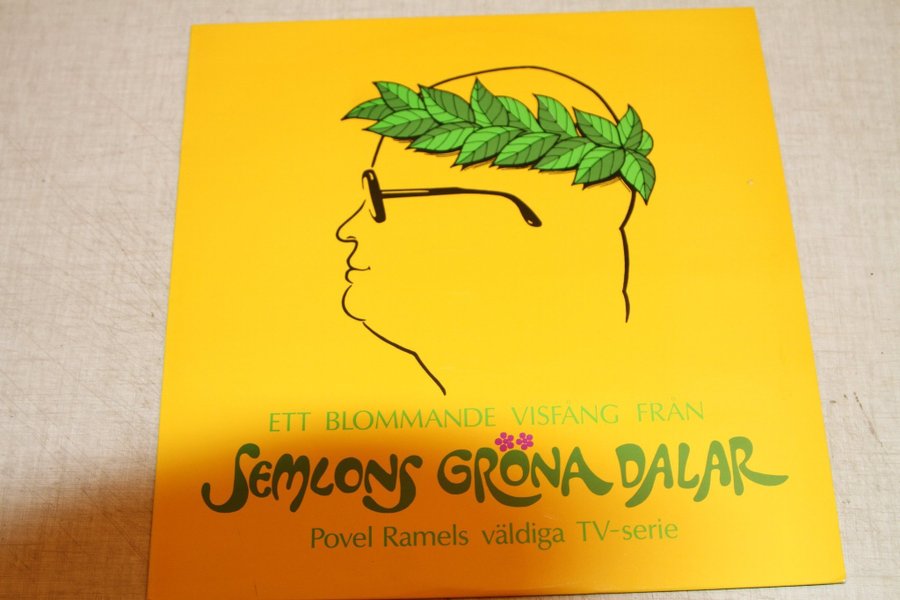 ETT BLOMMANDE VISFÅNG FRÅN
SEMLONS GRÖNA DALAR
Povel Ramels väldiga TV-serie